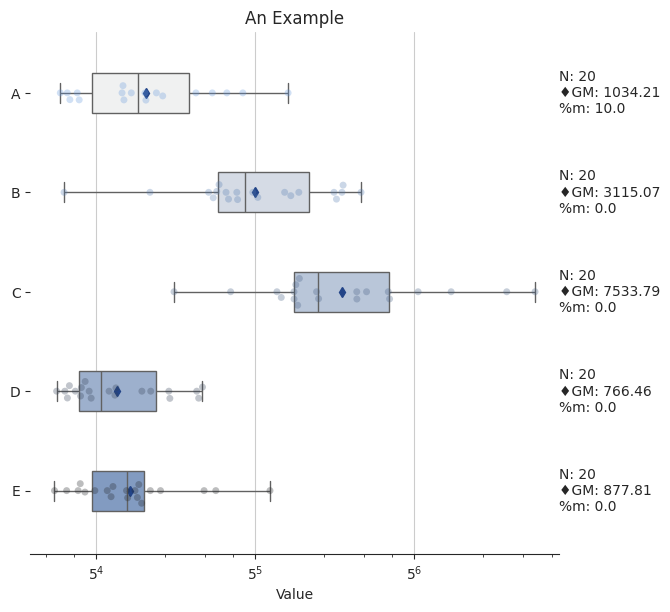 An Example
A
N: 20
♦GM: 1034.21
%m: 10.0
B
N: 20
♦GM: 3115.07
%m: 0.0
C
N: 20
♦GM: 7533.79
%m: 0.0
D
N: 20
♦GM: 766.46
%m: 0.0
E
N: 20
♦GM: 877.81
%m: 0.0
5⁴ 5⁵ 5⁶
Value